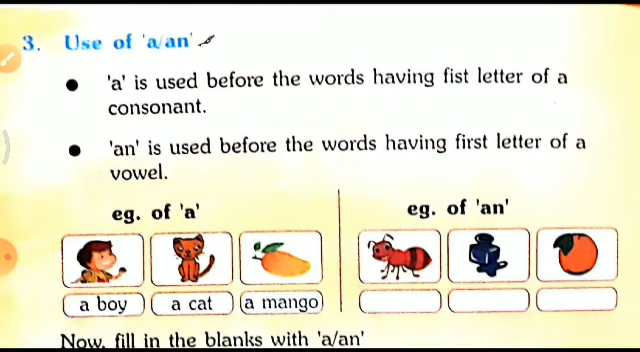 3. Use of 'a/an'
● 'a' is used before the words having fist letter of a
consonant.
● 'an' is used before the words having first letter of a
vowel.
eg. of 'a'
eg. of 'an'
a boy a cat a mango
Now, fill in the blanks with 'a/an'